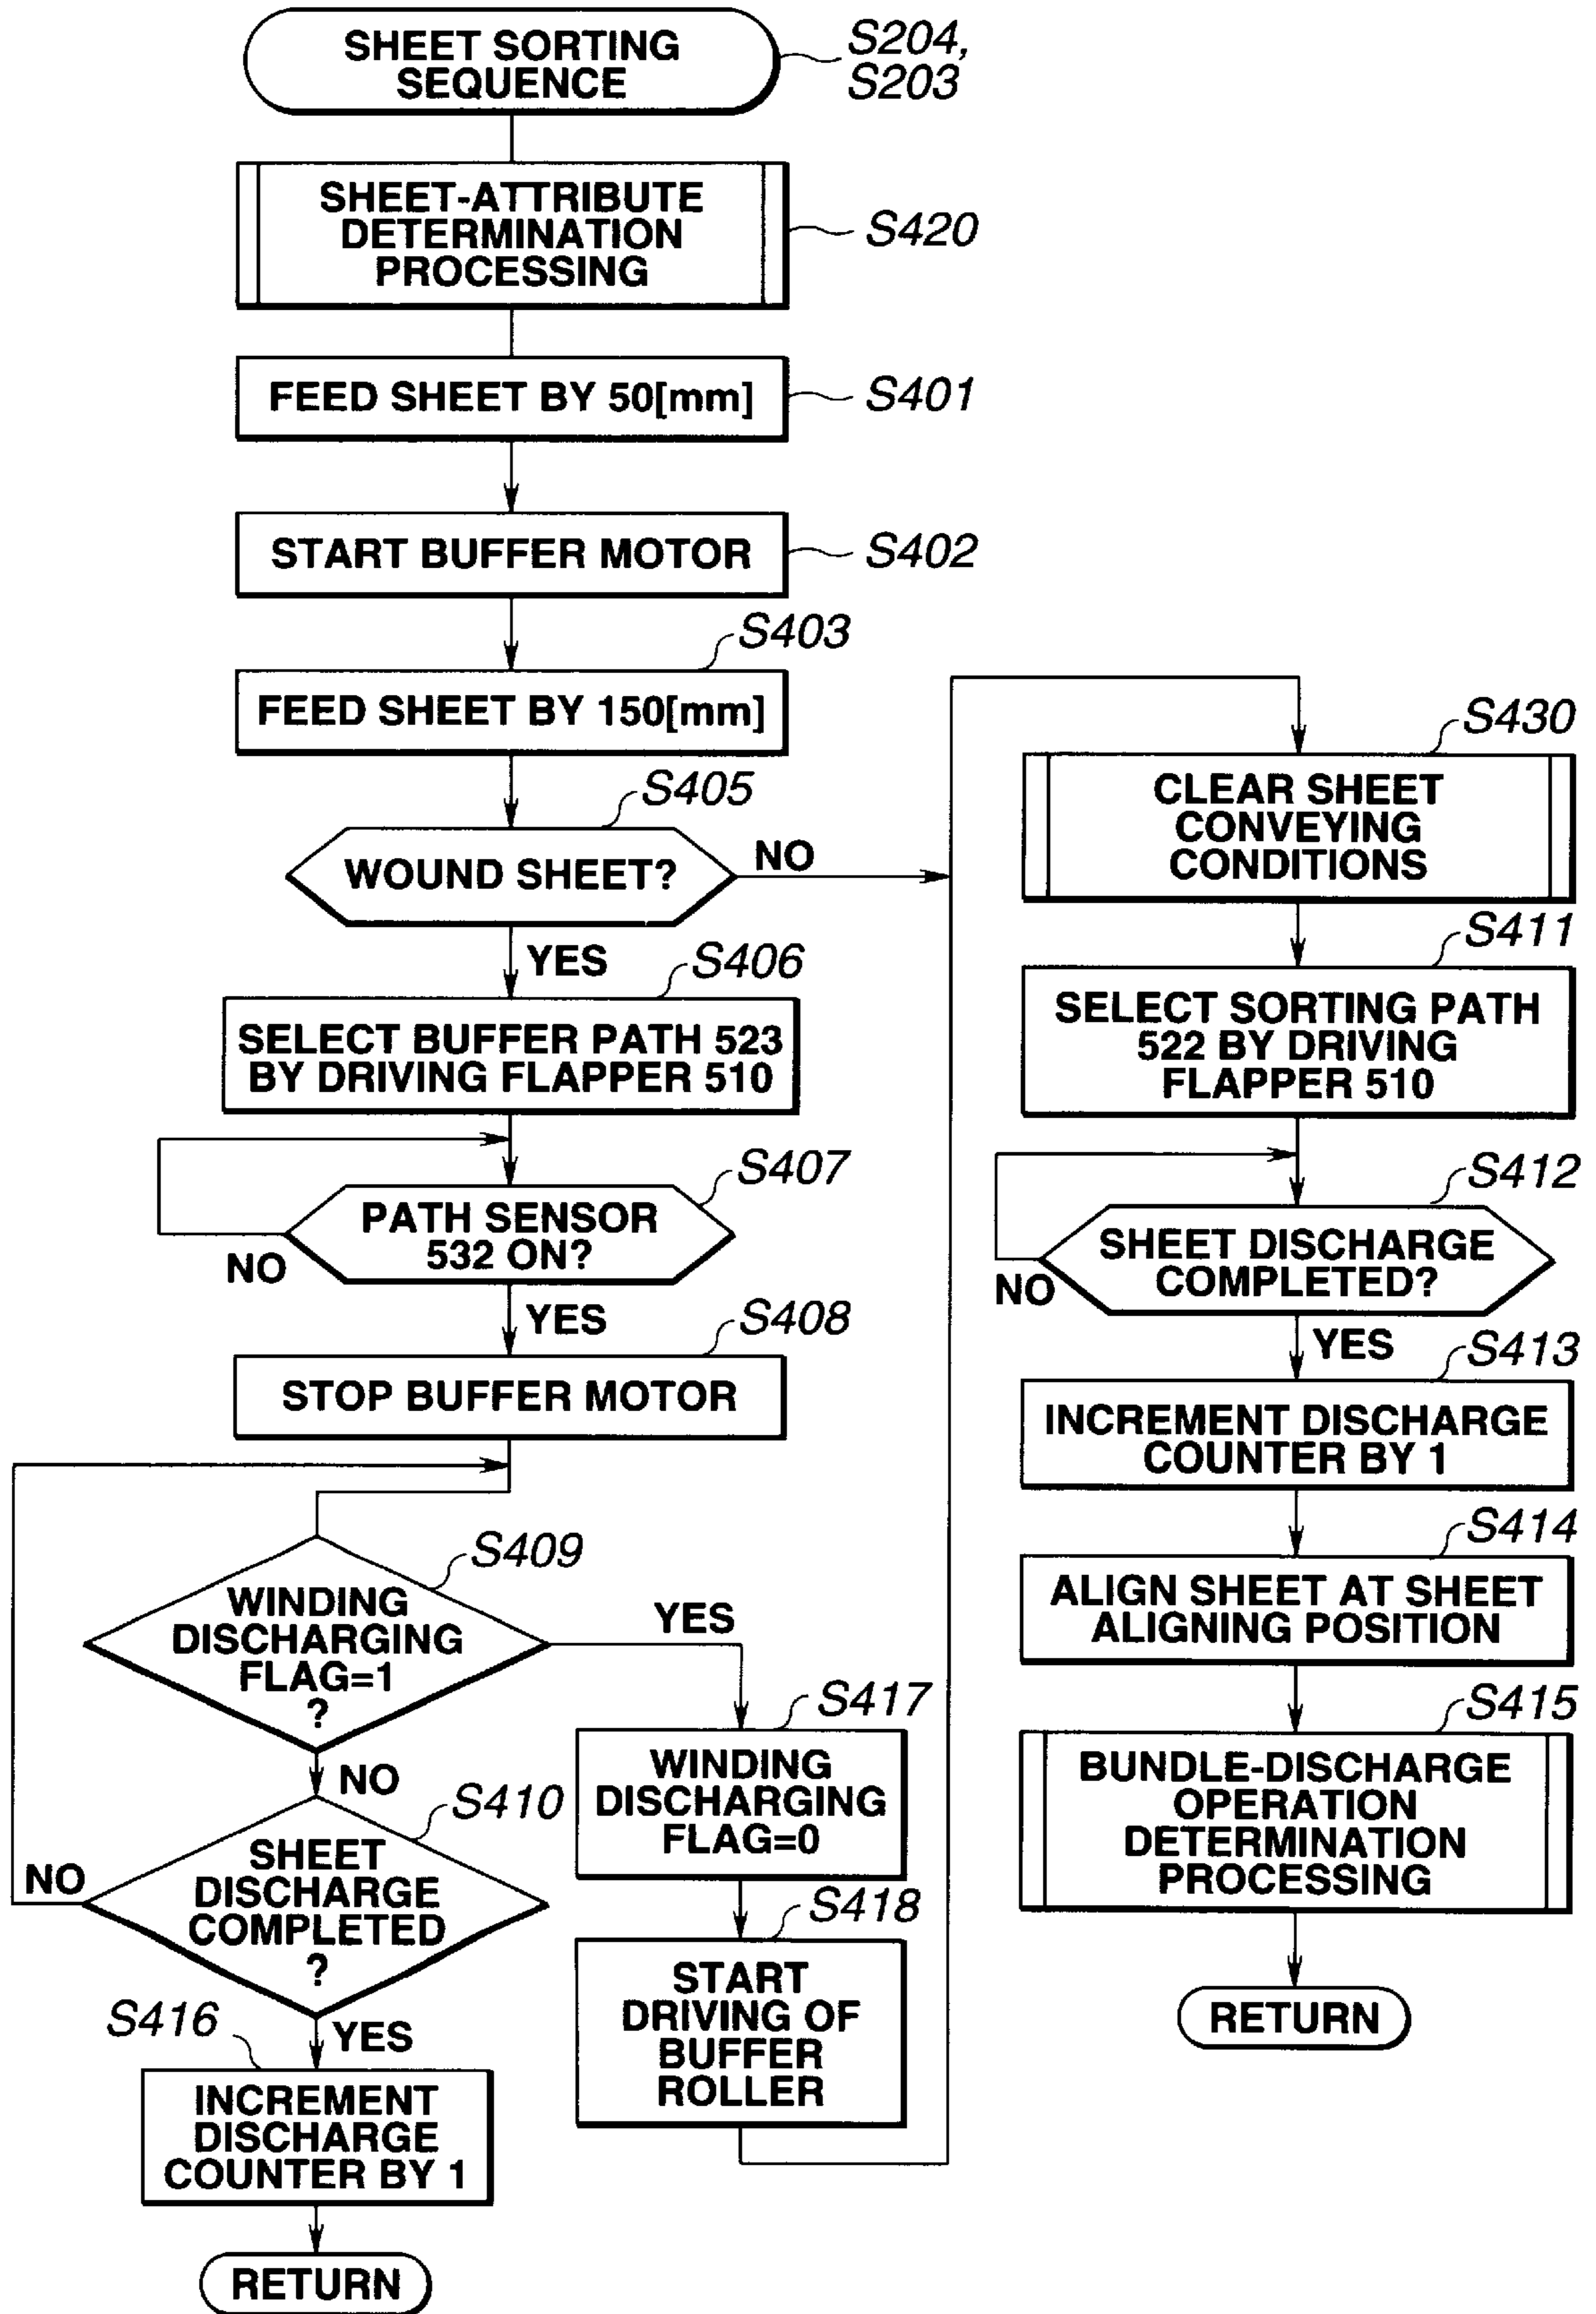 SHEET SORTING
SEQUENCE
S204,
S203
SHEET-ATTRIBUTE
DETERMINATION
PROCESSING
S420
FEED SHEET BY 50[mm]
S401
START BUFFER MOTOR
S402
S403
FEED SHEET BY 150[mm]
S405
WOUND SHEET?
NO
YES
S406
SELECT BUFFER PATH 523
BY DRIVING FLAPPER 510
S407
PATH SENSOR
532 ON?
NO
YES
S408
STOP BUFFER MOTOR
S409
WINDING
DISCHARGING
FLAG=1
?
YES
NO
S410
SHEET
DISCHARGE
COMPLETED
?
NO
YES
S416
INCREMENT
DISCHARGE
COUNTER BY 1
RETURN
S417
WINDING
DISCHARGING
FLAG=0
S418
START
DRIVING OF
BUFFER
ROLLER
S430
CLEAR SHEET
CONVEYING
CONDITIONS
S411
SELECT SORTING PATH
522 BY DRIVING
FLAPPER 510
S412
SHEET DISCHARGE
COMPLETED?
NO
YES
S413
INCREMENT DISCHARGE
COUNTER BY 1
S414
ALIGN SHEET AT SHEET
ALIGNING POSITION
S415
BUNDLE-DISCHARGE
OPERATION
DETERMINATION
PROCESSING
RETURN